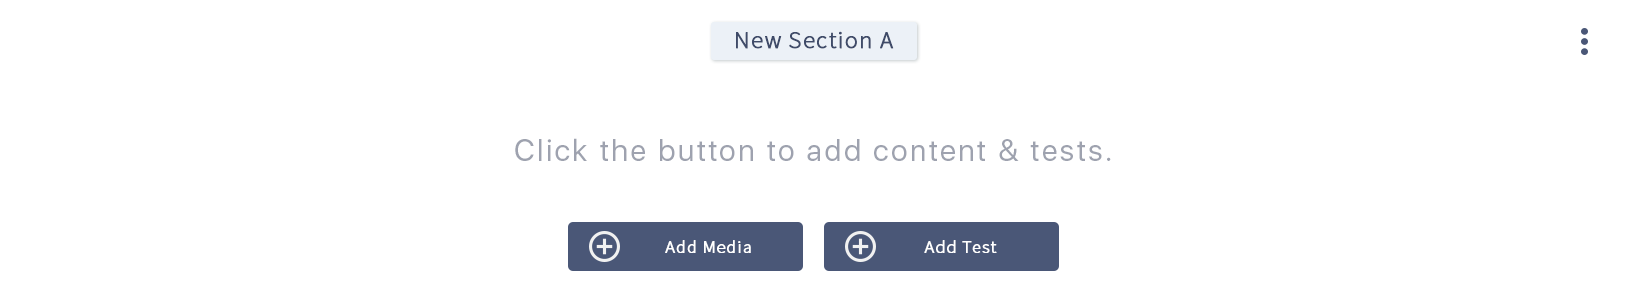 New Section A
Click the button to add content & tests.
Add Media
Add Test